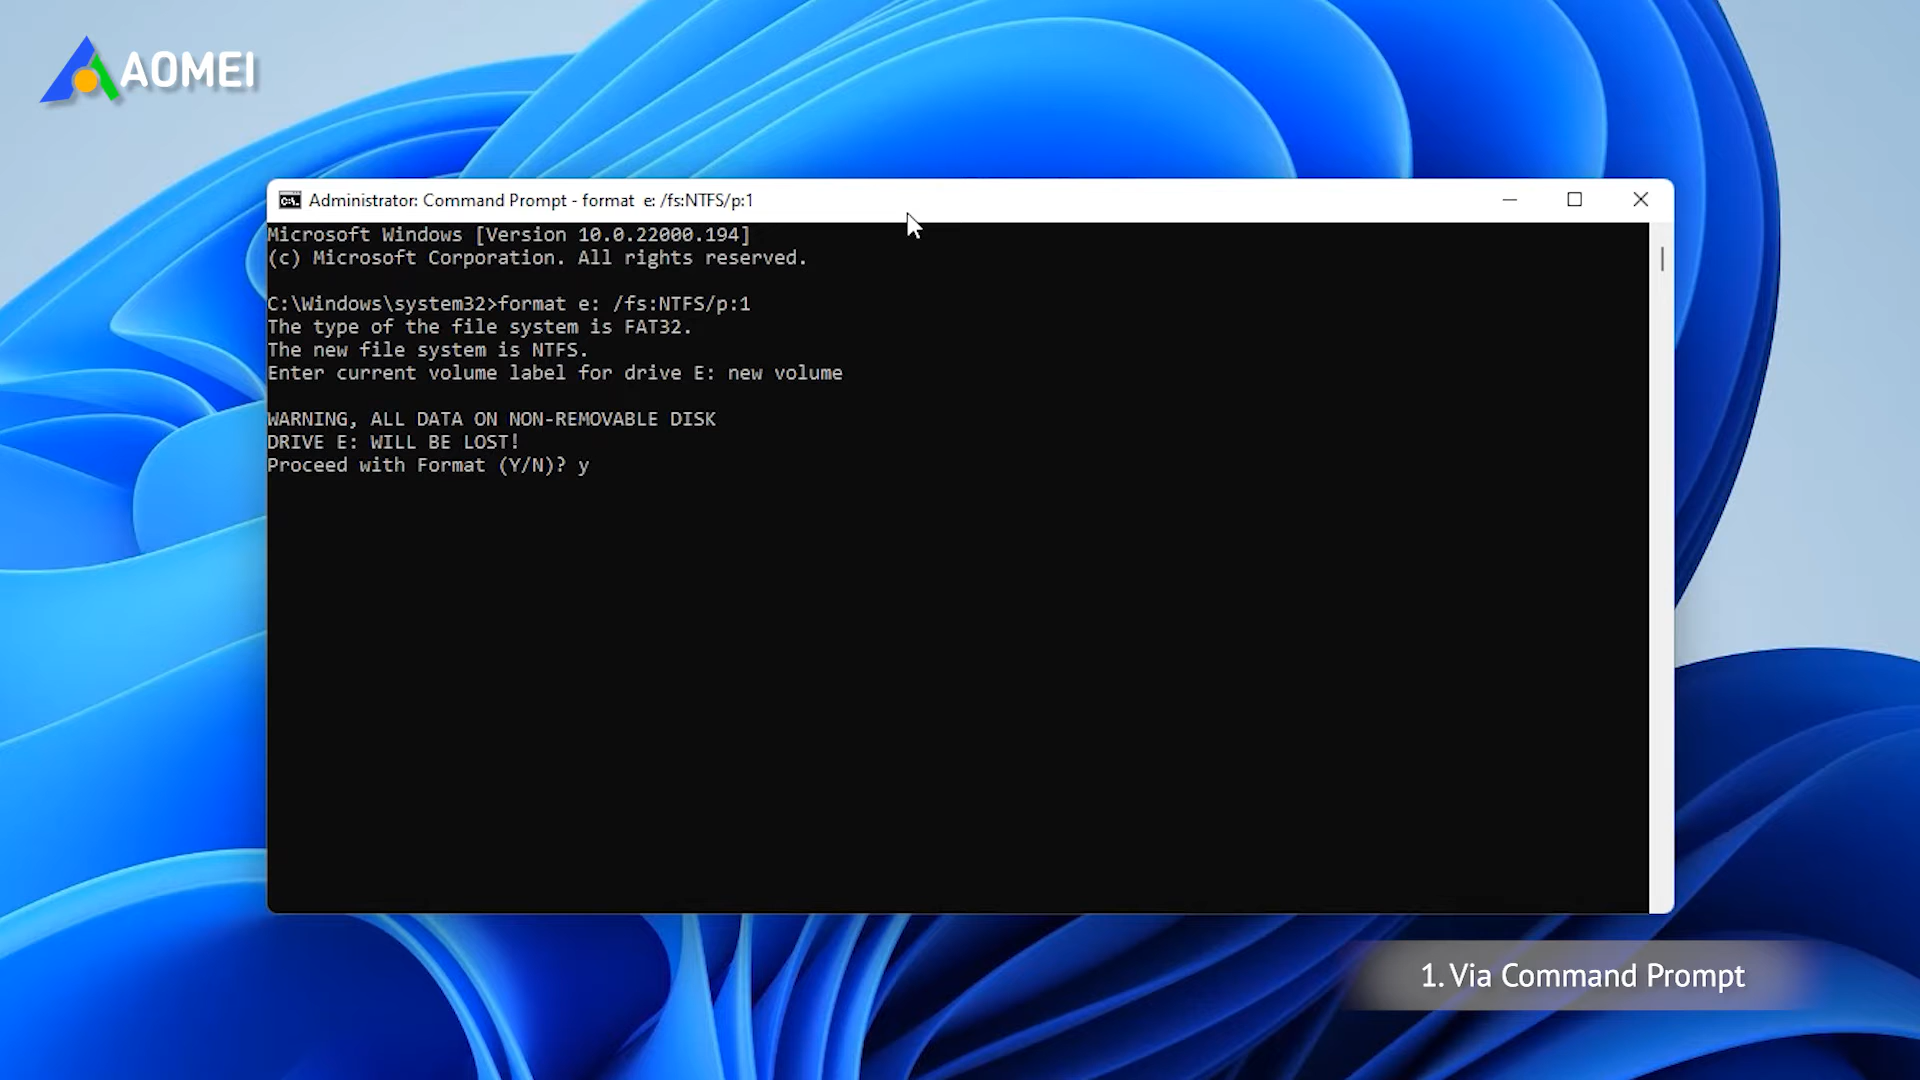 AOMEI
Administrator: Command Prompt - format e: /fs:NTFS/p:1
Microsoft Windows [Version 10.0.22000.194]
(c) Microsoft Corporation. All rights reserved.
C:\Windows\system32>format e: /fs:NTFS/p:1
The type of the file system is FAT32.
The new file system is NTFS.
Enter current volume label for drive E: new volume
WARNING, ALL DATA ON NON-REMOVABLE DISK
DRIVE E: WILL BE LOST!
Proceed with Format (Y/N)? y
1. Via Command Prompt